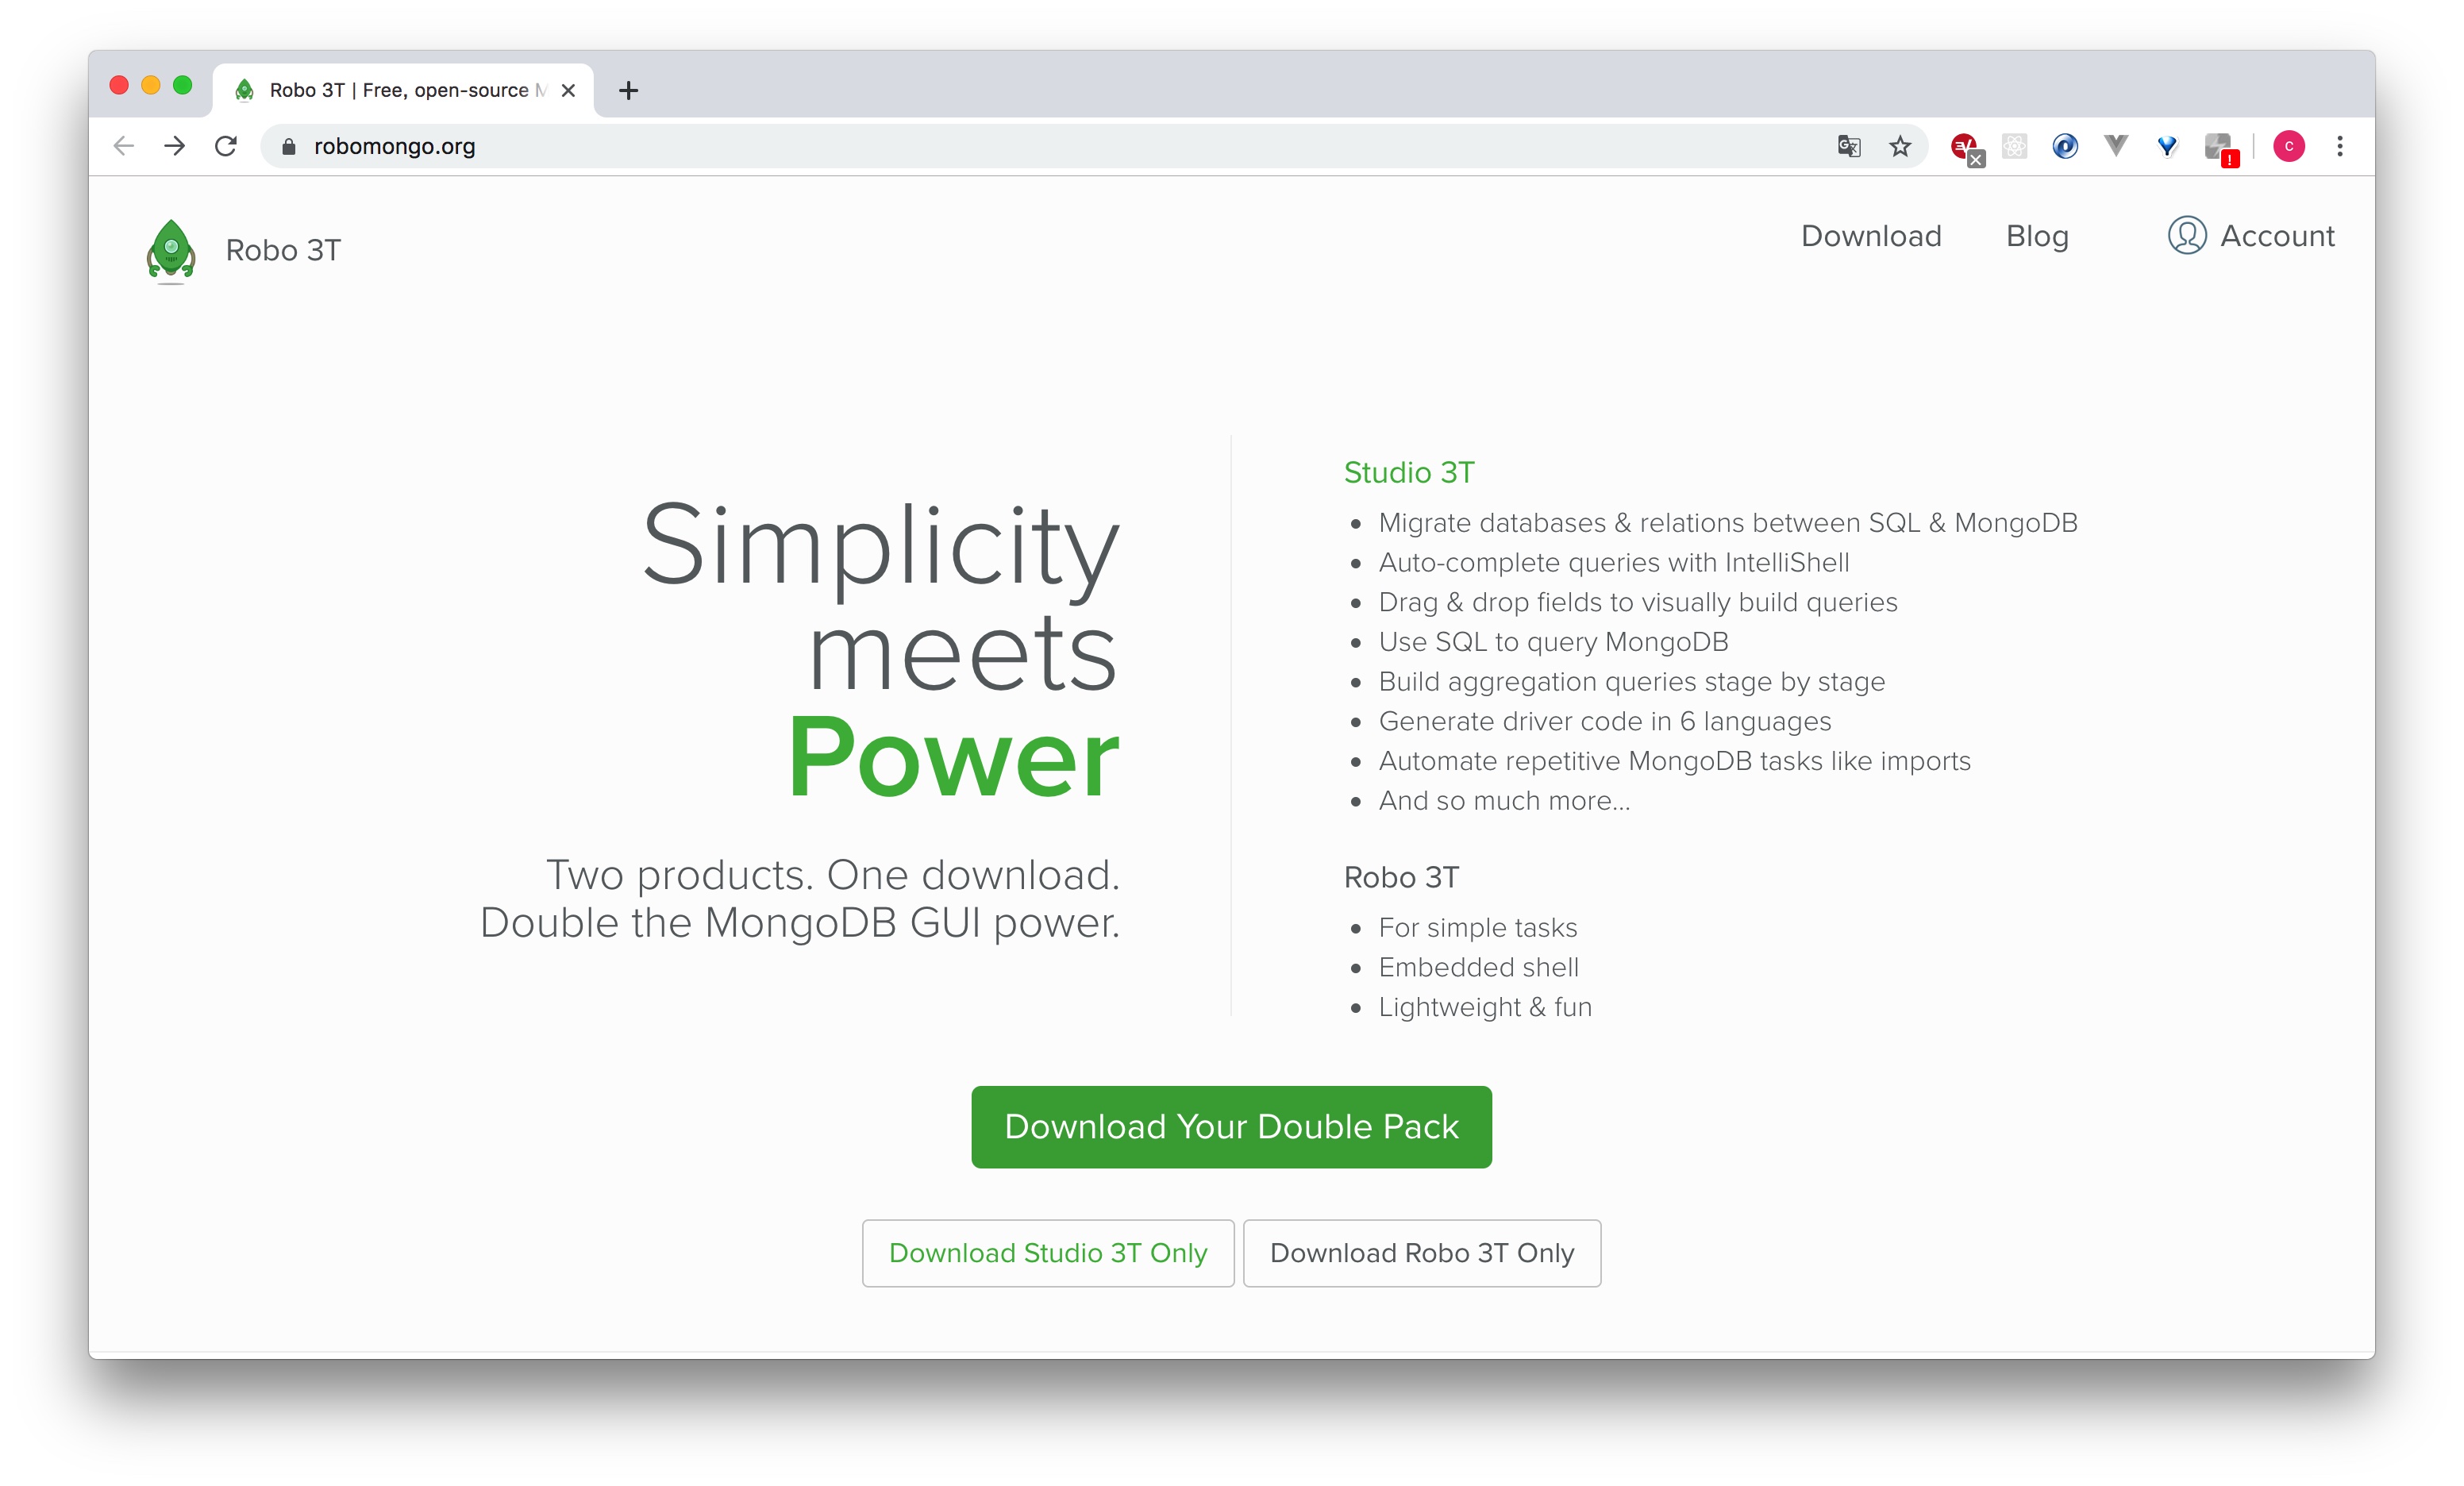 Robo 3T | Free, open-source M
robomongo.org
C
Robo 3T
Download
Blog
Account
Simplicity
meets
Power
Two products. One download.
Double the MongoDB GUI power.
Studio 3T
Migrate databases & relations between SQL & MongoDB
Auto-complete queries with IntelliShell
Drag & drop fields to visually build queries
Use SQL to query MongoDB
Build aggregation queries stage by stage
Generate driver code in 6 languages
Automate repetitive MongoDB tasks like imports
And so much more...
Robo 3T
For simple tasks
Embedded shell
Lightweight & fun
Download Your Double Pack
Download Studio 3T Only
Download Robo 3T Only